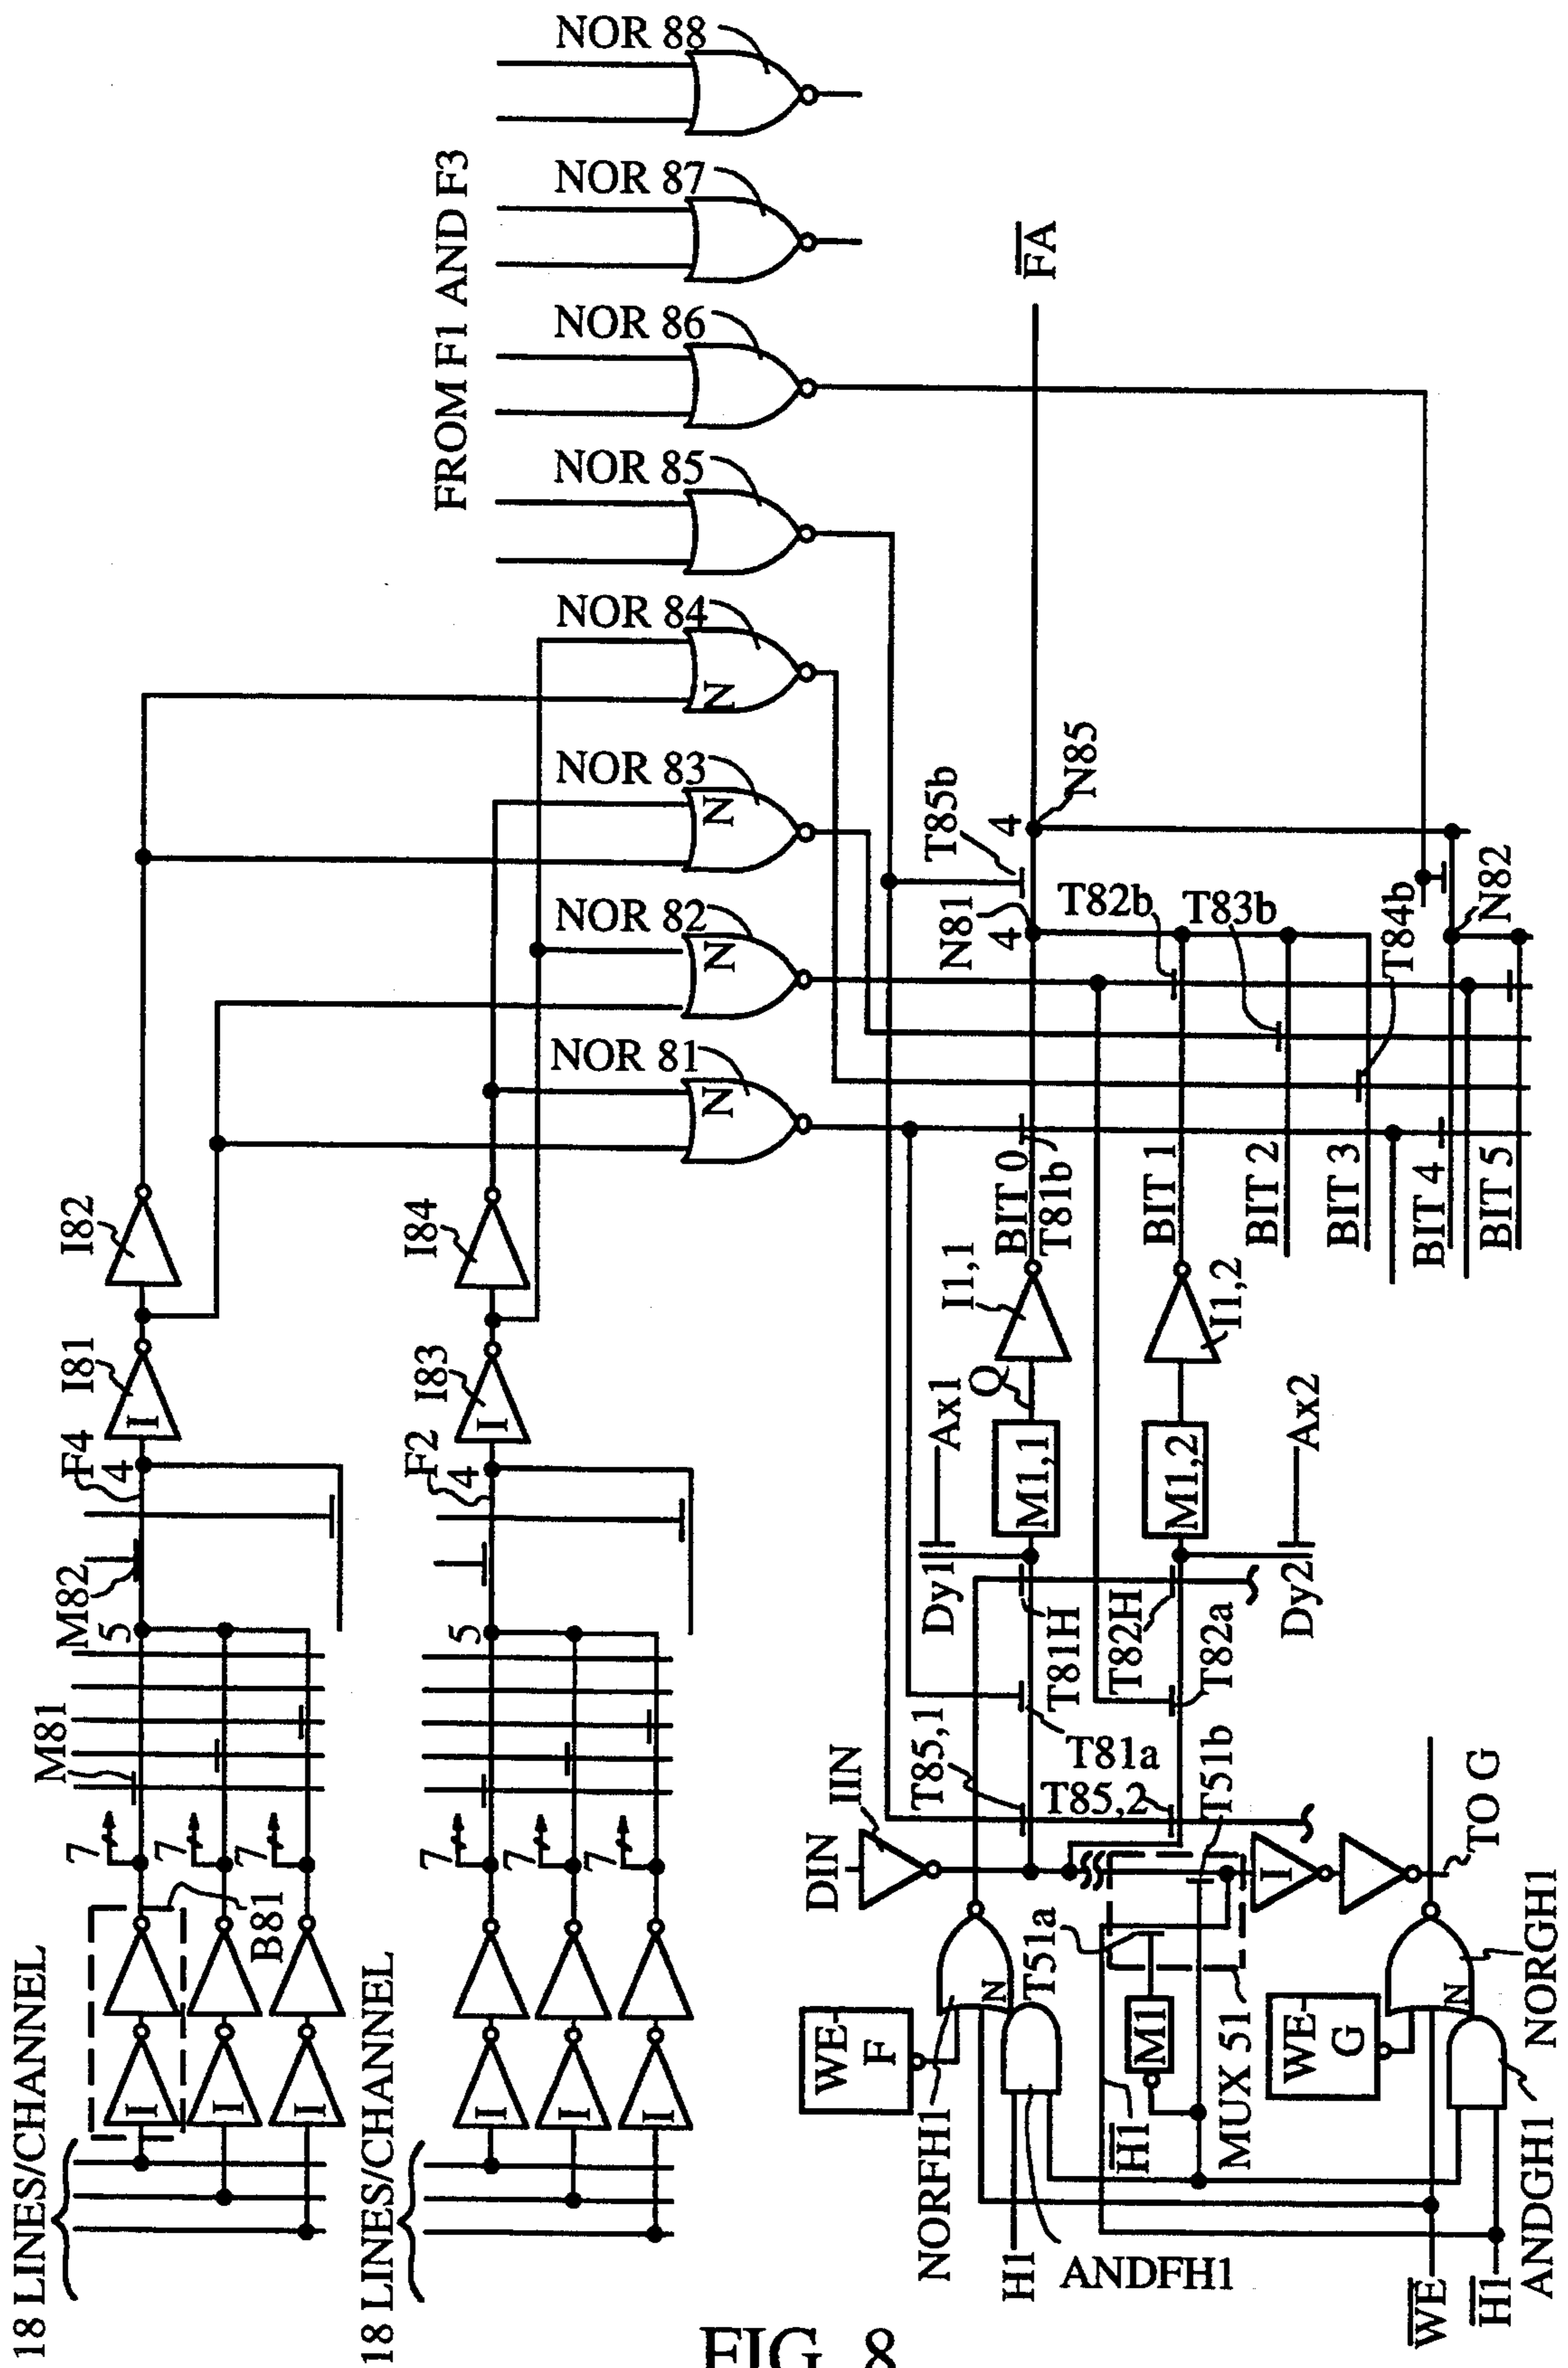 18 LINES/CHANNEL
I
I
I
B81
7
7
7
M81
5
M82
F4
4
I81
I
I82
18 LINES/CHANNEL
I
I
I
7
7
7
5
F2
4
I83
I
I84
FROM F1 AND F3
NOR 81
N
NOR 82
N
NOR 83
N
NOR 84
N
NOR 85
NOR 86
NOR 87
NOR 88
WE-
F
NORFH1
N
H1
ANDFH1
DIN
IIN
T85,1
T81a
T81H
Dy1
Ax1
M1,1
Q
I1,1
BIT 0
T81b
N81
4
T85b
4
N85
FA
T51a
M1
H1
MUX 51
T51b
T85,2
T82a
T82H
Dy2
Ax2
M1,2
I1,2
BIT 1
T82b
BIT 2
T83b
BIT 3
T84b
BIT 4
N82
BIT 5
I
TO G
WE-
G
NORGH1
N
ANDGH1
WE
H1
FIG. 8